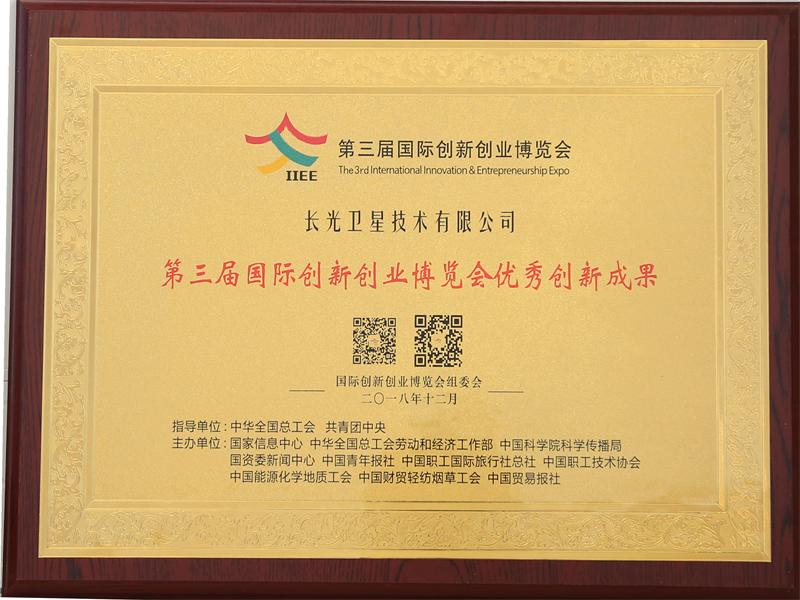 IIEE
第三届国际创新创业博览会
The 3rd International Innovation & Entrepreneurship Expo
长光卫星技术有限公司
第三届国际创新创业博览会优秀创新成果
国际创新创业博览会组委会
二〇一八年十二月
指导单位：中华全国总工会 共青团中央
主办单位：国家信息中心 中华全国总工会劳动和经济工作部 中国科学院科学传播局
国资委新闻中心 中国青年报社 中国职工国际旅行社总社 中国职工技术协会
中国能源化学地质工会 中国财贸轻纺烟草工会 中国贸易报社